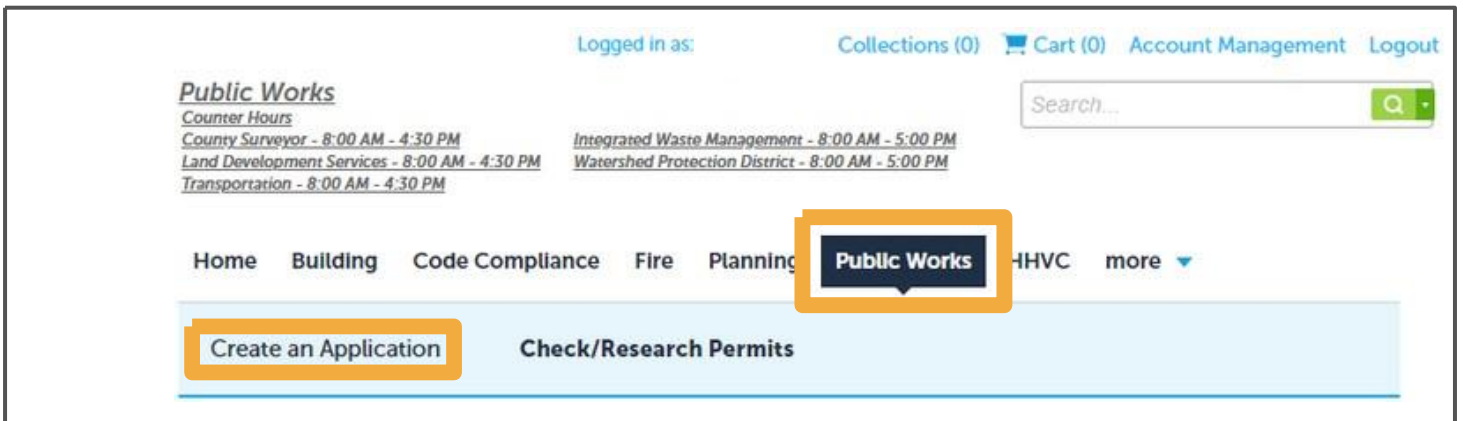 Logged in as: Collections (0) Cart (0) Account Management Logout
Public Works
Search...
Counter Hours
County Surveyor - 8:00 AM - 4:30 PM Integrated Waste Management - 8:00 AM - 5:00 PM
Land Development Services - 8:00 AM - 4:30 PM Watershed Protection District - 8:00 AM - 5:00 PM
Transportation - 8:00 AM - 4:30 PM
Home Building Code Compliance Fire Planning Public Works HHVC more
Create an Application Check/Research Permits